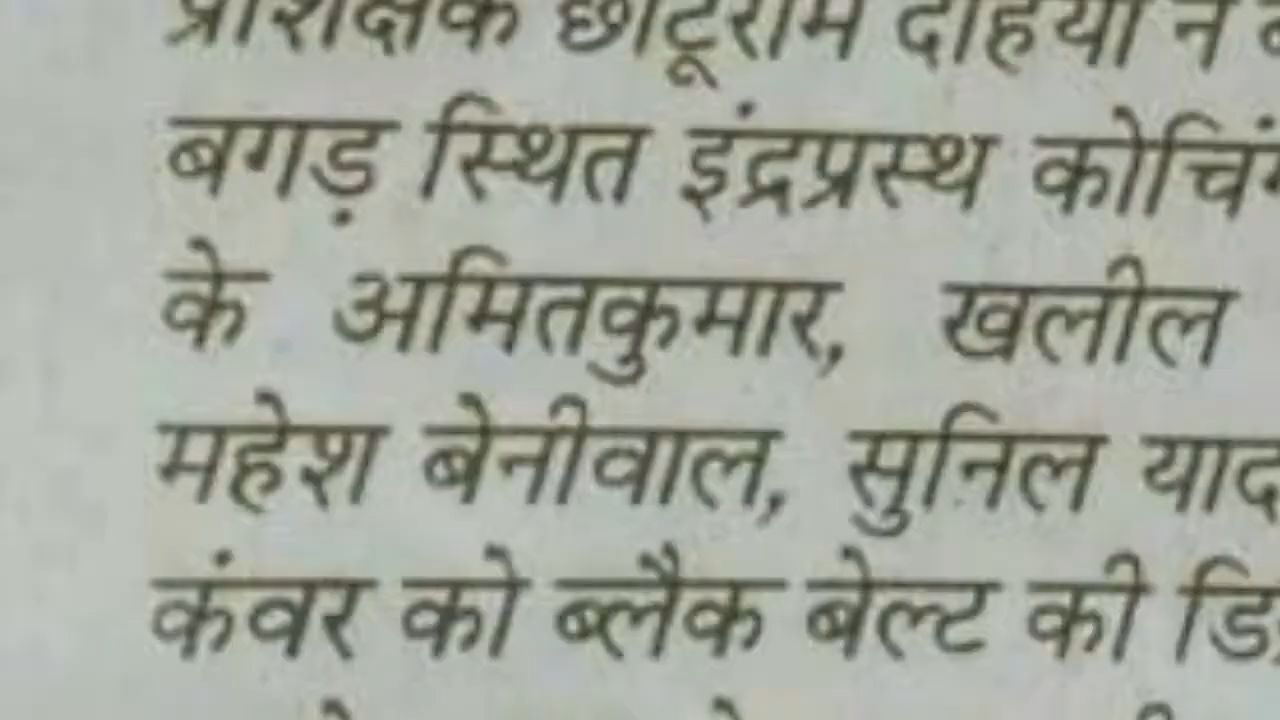 प्रशिक्षक छोटूराम दहिया ने
बगड़ स्थित इंद्रप्रस्थ कोचिं
के अमितकुमार, खलील
महेश बेनीवाल, सुनिल याद
कंवर को ब्लैक बेल्ट की डि